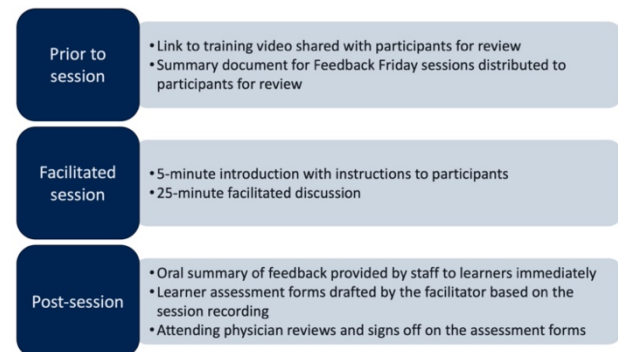 Prior to
session
• Link to training video shared with participants for review
• Summary document for Feedback Friday sessions distributed to
participants for review
Facilitated
session
• 5-minute introduction with instructions to participants
• 25-minute facilitated discussion
Post-session
• Oral summary of feedback provided by staff to learners immediately
• Learner assessment forms drafted by the facilitator based on the
session recording
• Attending physician reviews and signs off on the assessment forms